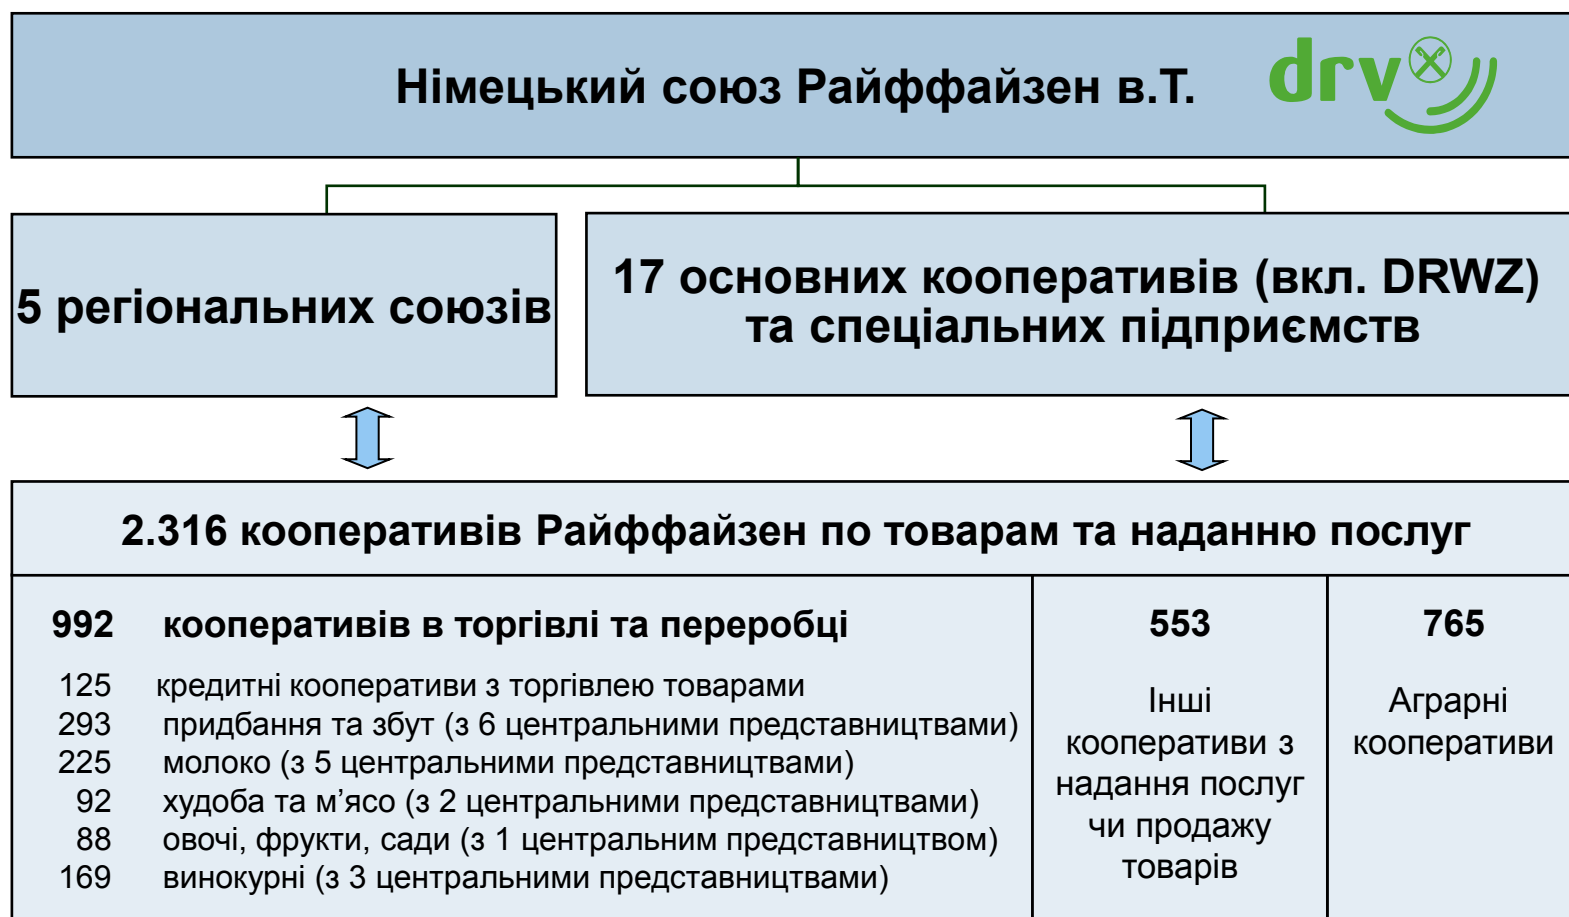 Німецький союз Райффайзен в.Т.
drv
5 регіональних союзів
17 основних кооперативів (вкл. DRWZ)
та спеціальних підприємств
2.316 кооперативів Райффайзен по товарам та наданню послуг
992 кооперативів в торгівлі та переробці
125 кредитні кооперативи з торгівлею товарами
293 придбання та збут (з 6 центральними представництвами)
225 молоко (з 5 центральними представництвами)
92 худоба та м’ясо (з 2 центральними представництвами)
88 овочі, фрукти, сади (з 1 центральним представництвом)
169 винокурні (з 3 центральними представництвами)
553
Інші
кооперативи з
надання послуг
чи продажу
товарів
765
Аграрні
кооперативи